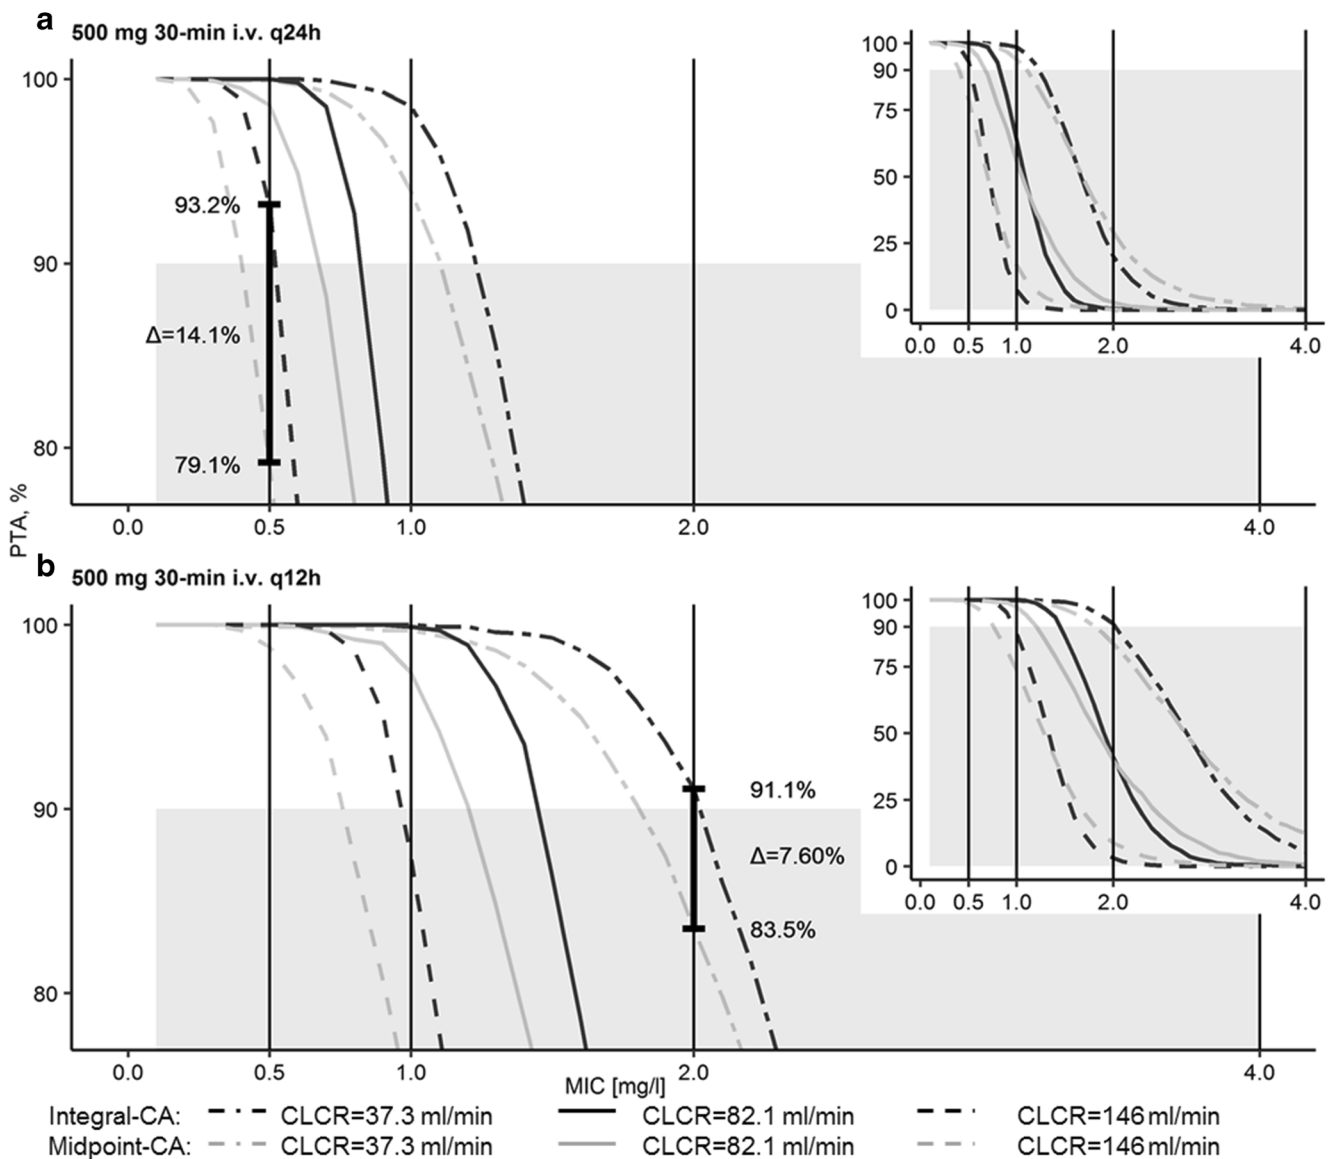 a
500 mg 30-min i.v. q24h
100
90
80
93.2%
Δ=14.1%
79.1%
0.0 0.5 1.0 2.0 4.0
100
90
75
50
25
0
0.0 0.5 1.0 2.0 4.0
PTA, %
b
500 mg 30-min i.v. q12h
100
90
80
91.1%
Δ=7.60%
83.5%
0.0 0.5 1.0 2.0 4.0
100
90
75
50
25
0
0.0 0.5 1.0 2.0 4.0
MIC [mg/l]
Integral-CA: CLCR=37.3 ml/min CLCR=82.1 ml/min CLCR=146 ml/min
Midpoint-CA: CLCR=37.3 ml/min CLCR=82.1 ml/min CLCR=146 ml/min